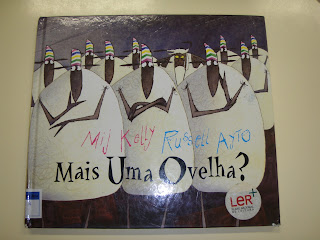 Mij Kelly Russell Ayto
Mais Uma Ovelha?
LeR+